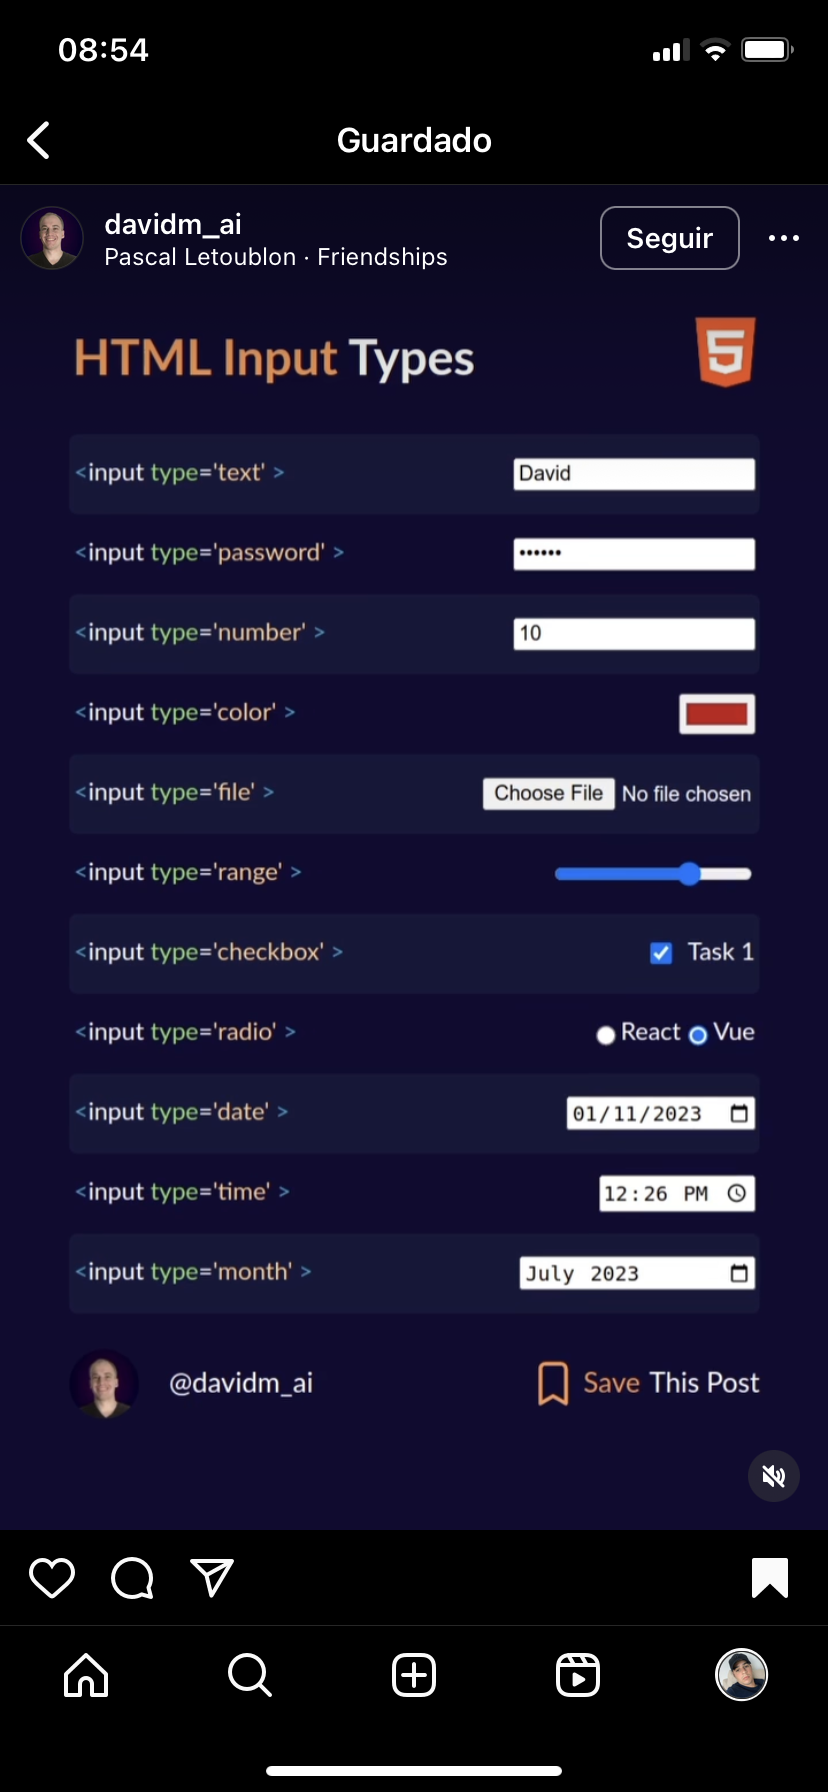 08:54
Guardado
davidm_ai
Pascal Letoublon · Friendships
Seguir
HTML Input Types
5
<input type='text' >
David
<input type='password' >
••••••
<input type='number' >
10
<input type='color' >
<input type='file' >
Choose File No file chosen
<input type='range' >
<input type='checkbox' >
Task 1
<input type='radio' >
React Vue
<input type='date' >
01/11/2023
<input type='time' >
12:26 PM
<input type='month' >
July 2023
@davidm_ai
Save This Post